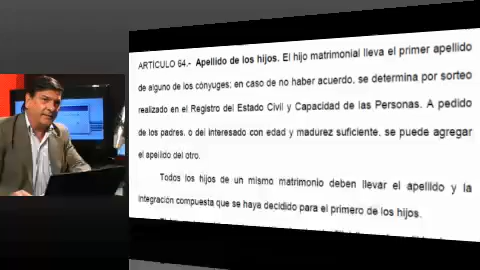 ARTÍCULO 64.- Apellido de los hijos. El hijo matrimonial lleva el primer apellido
de alguno de los cónyuges; en caso de no haber acuerdo, se determina por sorteo
realizado en el Registro del Estado Civil y Capacidad de las Personas. A pedido
de los padres, o del interesado con edad y madurez suficiente, se puede agregar
el apellido del otro.
Todos los hijos de un mismo matrimonio deben llevar el apellido y la
integración compuesta que se haya decidido para el primero de los hijos.